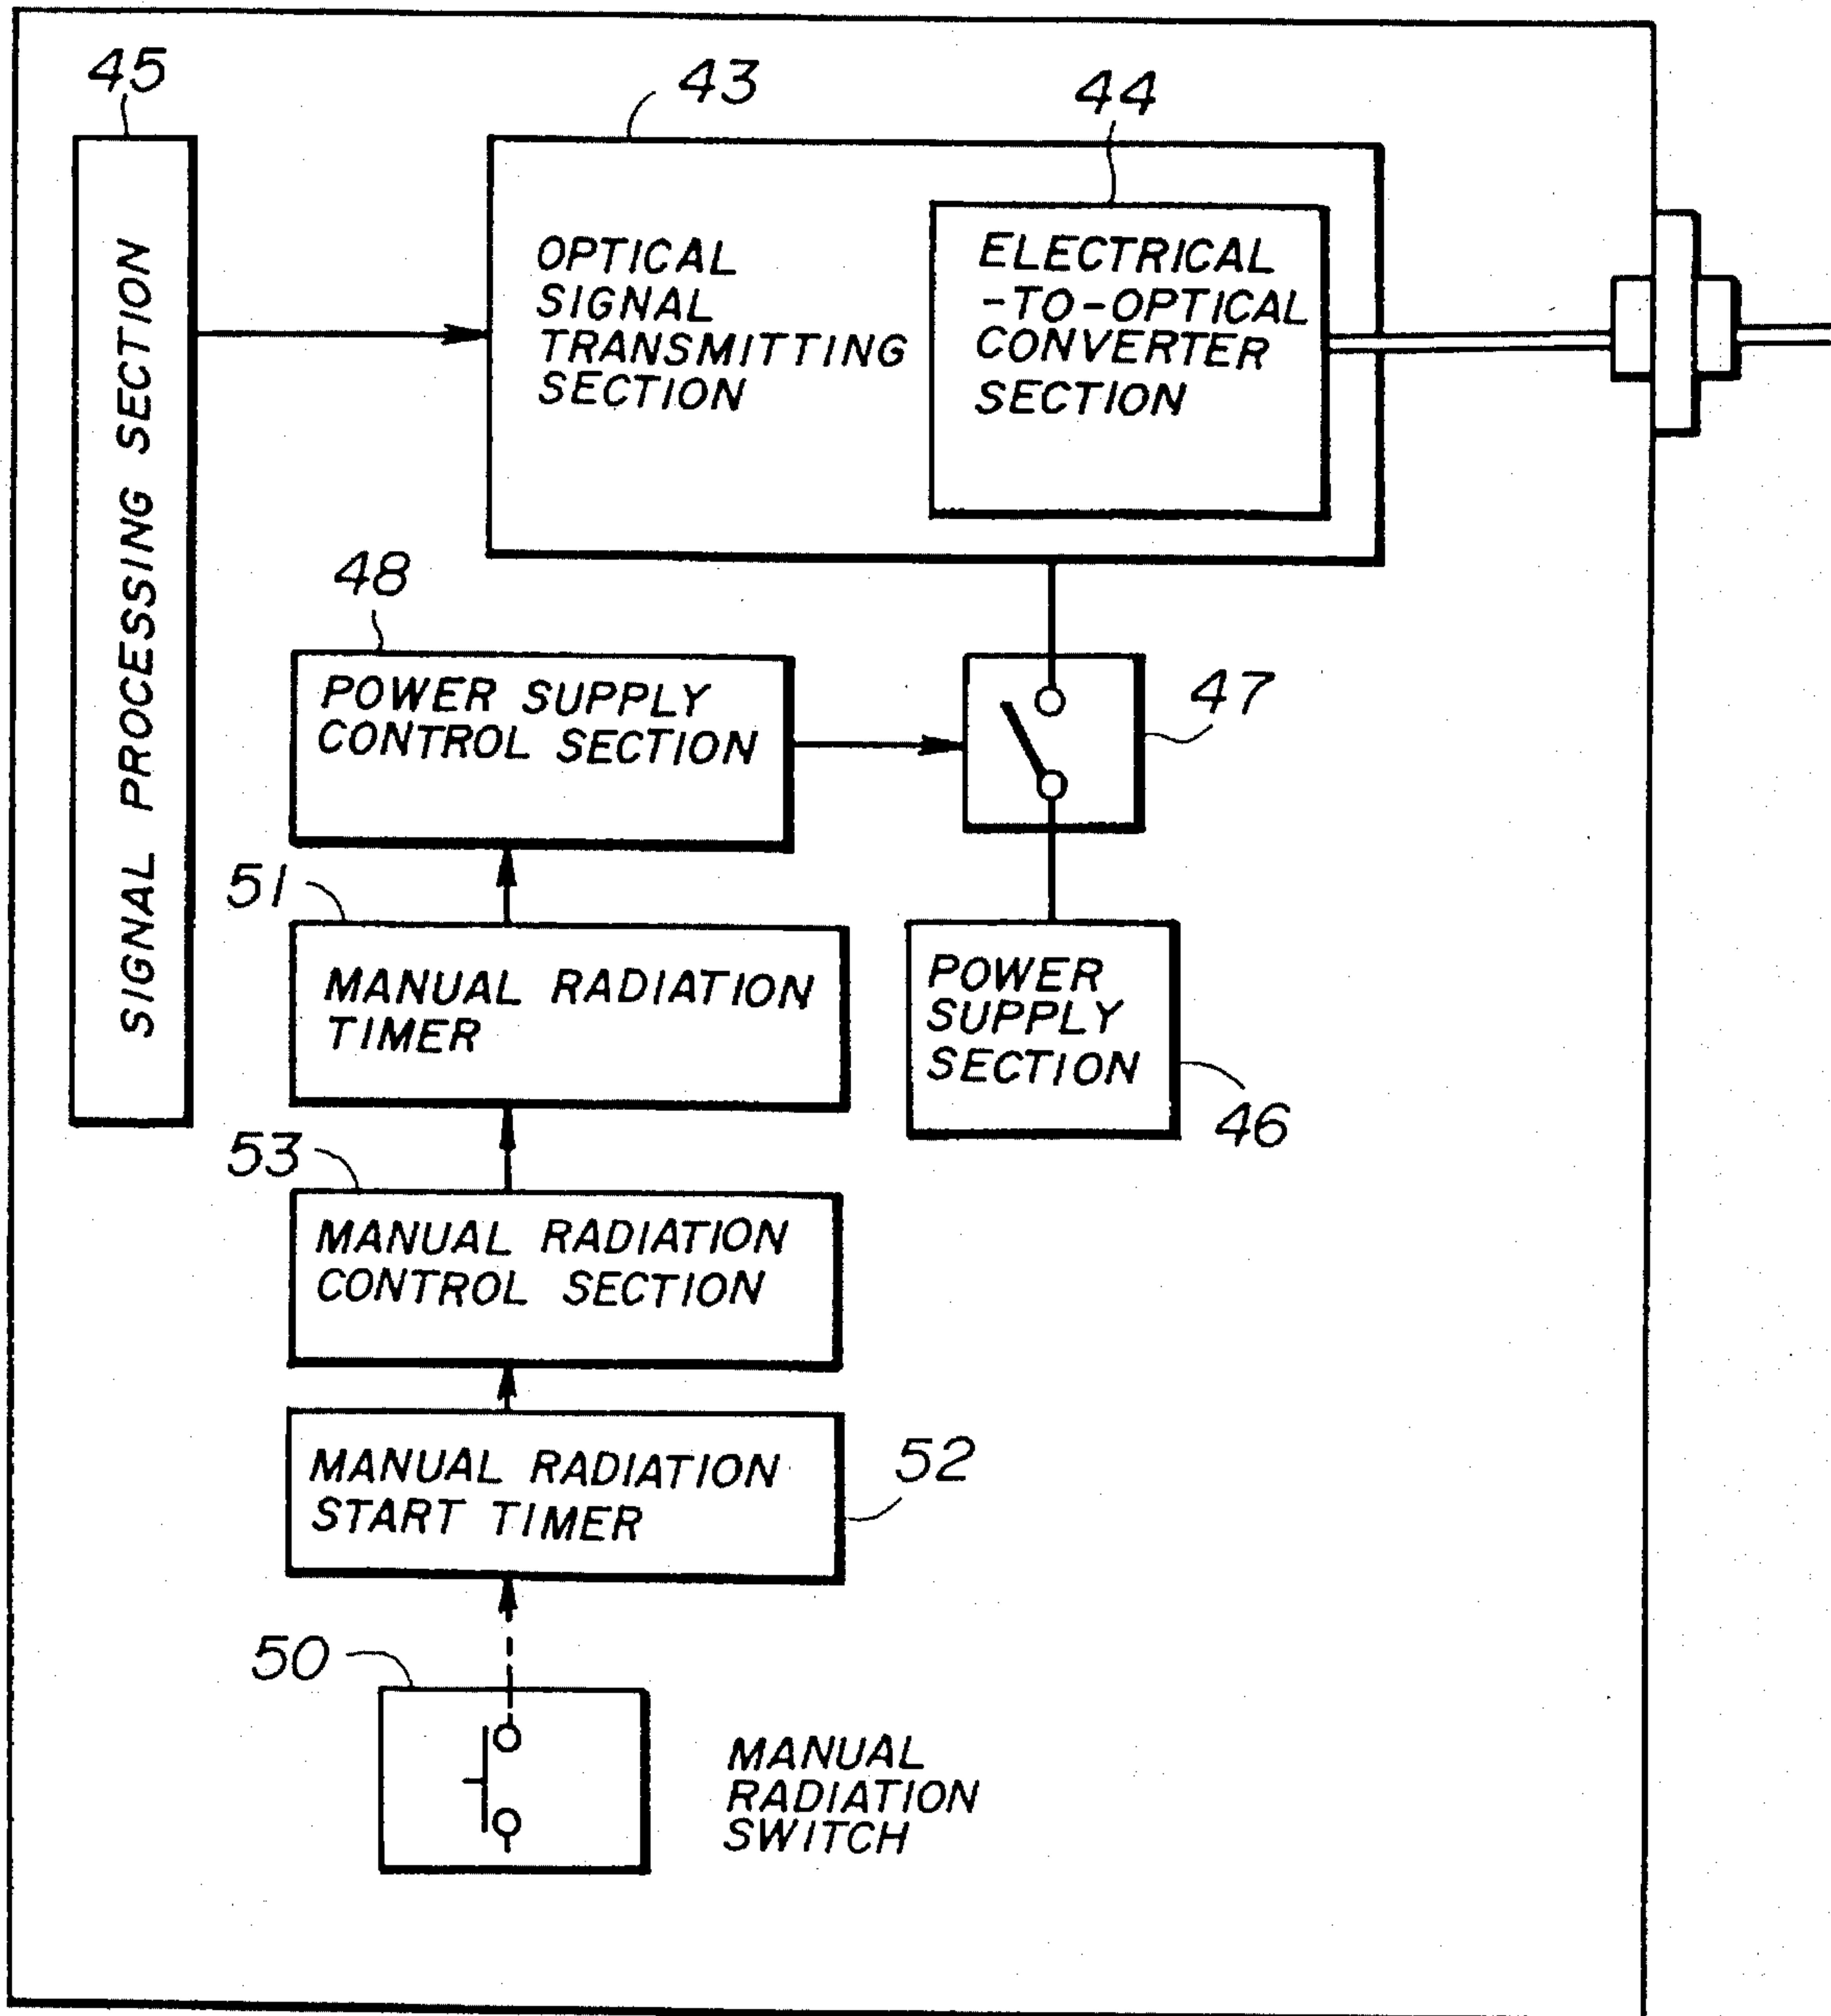 45
43
44
SIGNAL PROCESSING SECTION
OPTICAL
SIGNAL
TRANSMITTING
SECTION
ELECTRICAL
-TO-OPTICAL
CONVERTER
SECTION
48
POWER SUPPLY
CONTROL SECTION
47
51
MANUAL RADIATION
TIMER
POWER
SUPPLY
SECTION
46
53
MANUAL RADIATION
CONTROL SECTION
MANUAL RADIATION
START TIMER
52
50
MANUAL
RADIATION
SWITCH